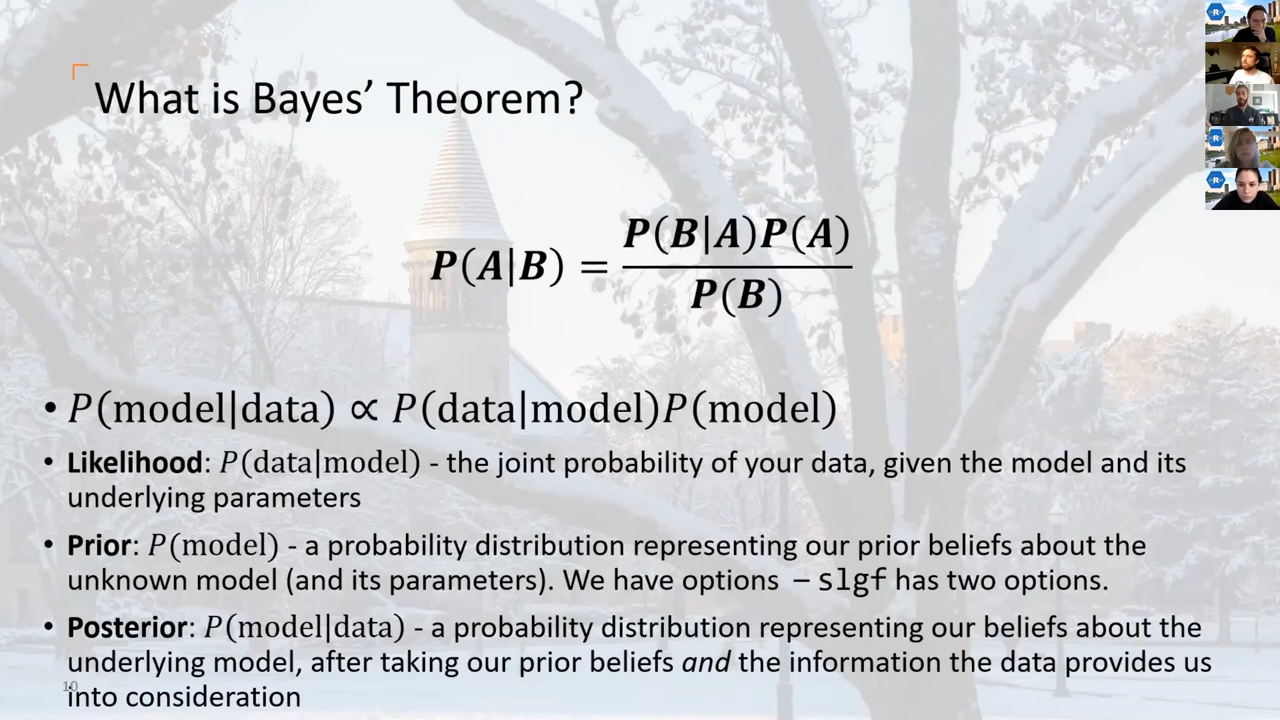 What is Bayes’ Theorem?
P(A|B) = P(B|A)P(A) / P(B)
• P(model|data) ∝ P(data|model)P(model)
• Likelihood: P(data|model) - the joint probability of your data, given the model and its
underlying parameters
• Prior: P(model) - a probability distribution representing our prior beliefs about the
unknown model (and its parameters). We have options – slgf has two options.
• Posterior: P(model|data) - a probability distribution representing our beliefs about the
underlying model, after taking our prior beliefs and the information the data provides us
into consideration
10
R
R
R